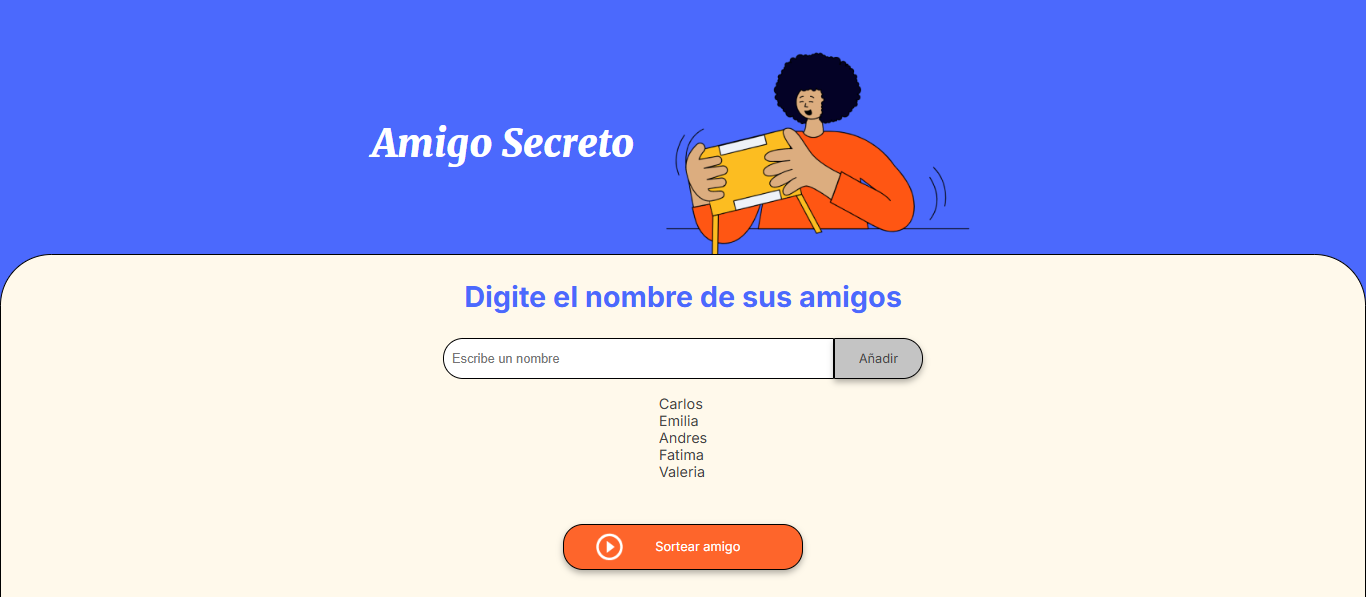 Amigo Secreto
Digite el nombre de sus amigos
Escribe un nombre
Añadir
Carlos
Emilia
Andres
Fatima
Valeria
Sortear amigo